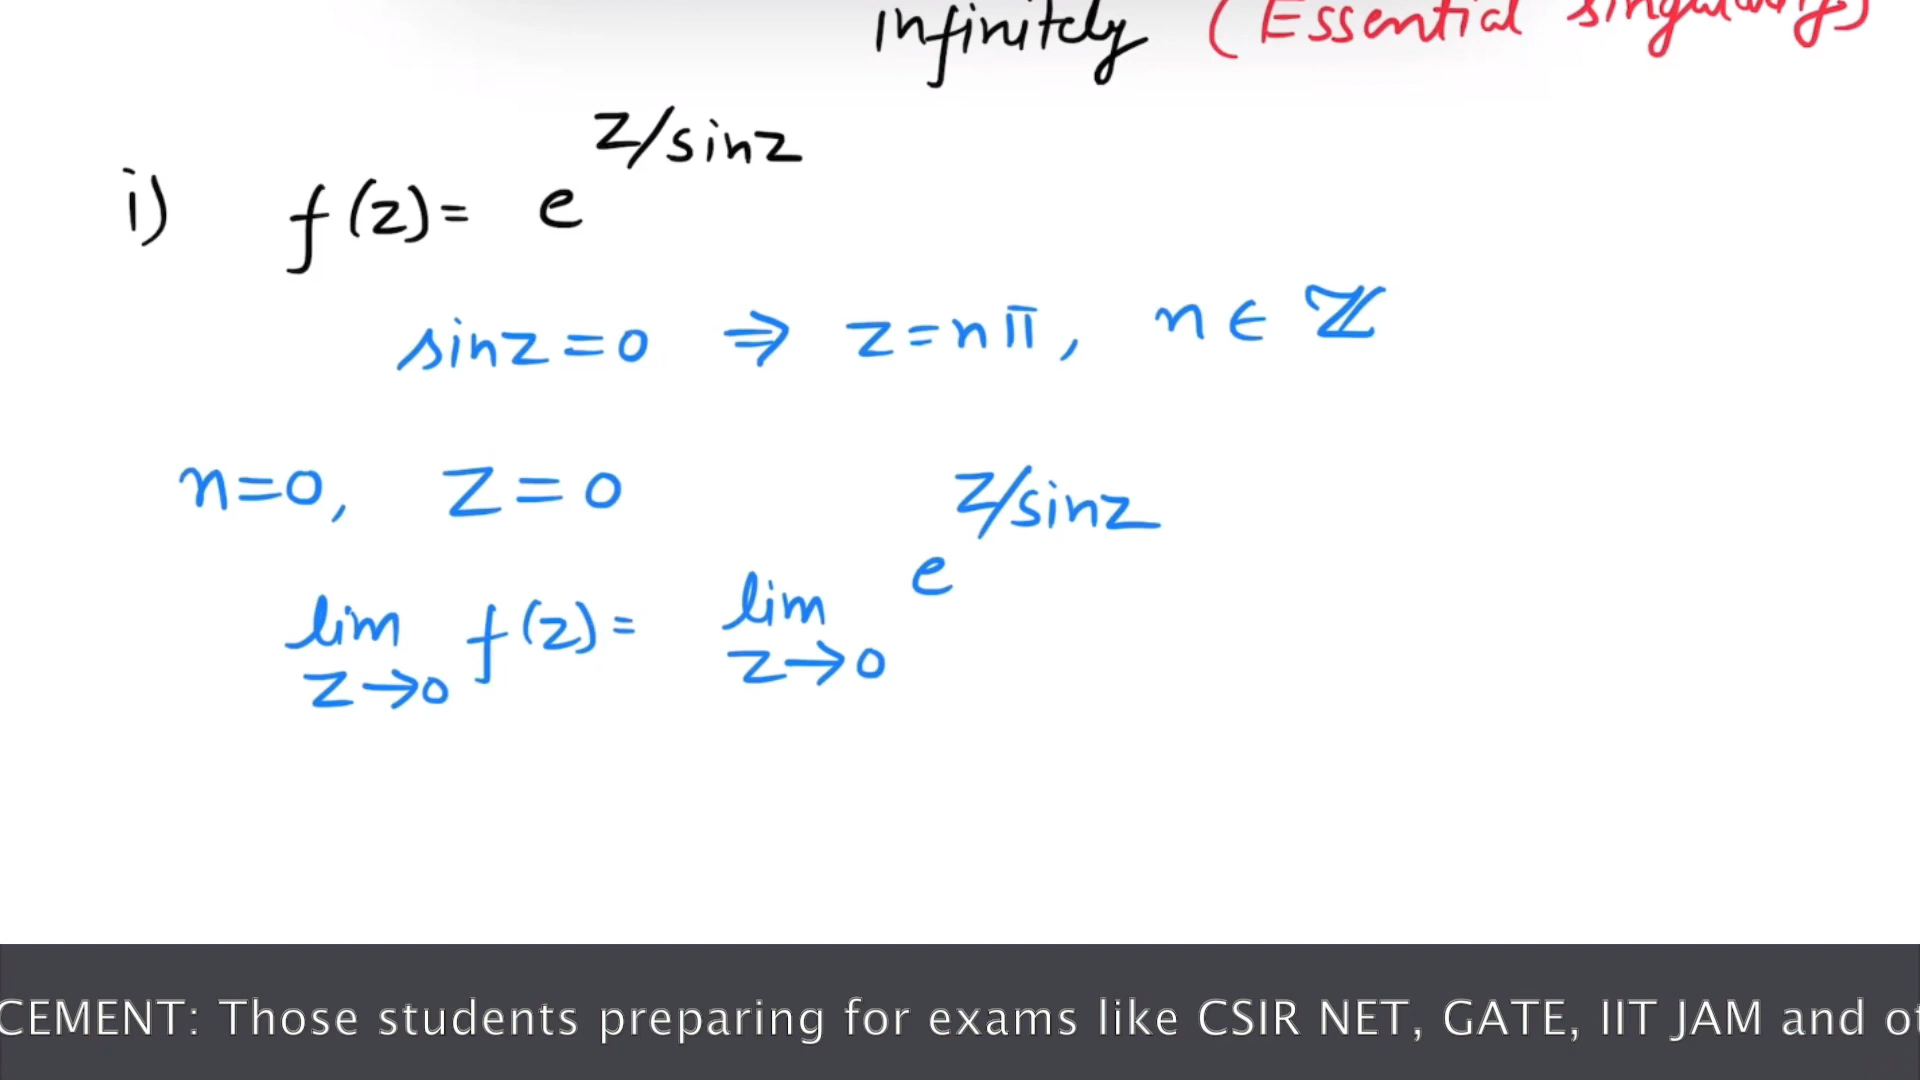 infinitely (Essential singularity)
i) f(z)= e^{z/sinz}
sinz=0 ⇒ z=nπ, n∈ℤ
n=0, z=0
lim_{z→0} f(z)= lim_{z→0} e^{z/sinz}
CEMENT: Those students preparing for exams like CSIR NET, GATE, IIT JAM and ot